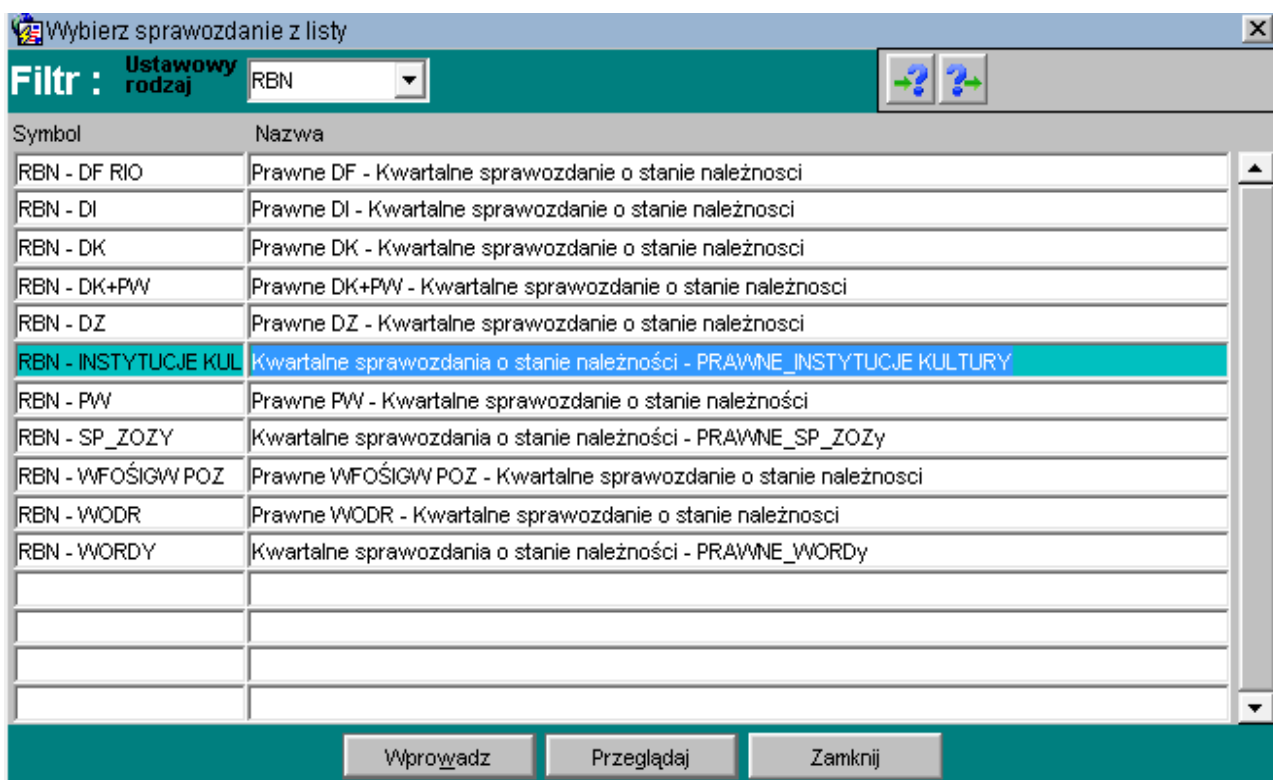 Wybierz sprawozdanie z listy
Filtr : Ustawowy rodzaj RBN
Symbol Nazwa
RBN - DF RIO Prawne DF - Kwartalne sprawozdanie o stanie należnosci
RBN - DI Prawne DI - Kwartalne sprawozdanie o stanie należnosci
RBN - DK Prawne DK - Kwartalne sprawozdanie o stanie należnosci
RBN - DK+PW Prawne DK+PW - Kwartalne sprawozdanie o stanie należnosci
RBN - DZ Prawne DZ - Kwartalne sprawozdanie o stanie należnosci
RBN - INSTYTUCJE KUL Kwartalne sprawozdania o stanie należności - PRAWNE_INSTYTUCJE KULTURY
RBN - PW Prawne PW - Kwartalne sprawozdanie o stanie należności
RBN - SP_ZOZY Kwartalne sprawozdania o stanie należności - PRAWNE_SP_ZOZy
RBN - WFOŚIGW POZ Prawne WFOŚIGW POZ - Kwartalne sprawozdanie o stanie należnosci
RBN - WODR Prawne WODR - Kwartalne sprawozdanie o stanie należnosci
RBN - WORDY Kwartalne sprawozdania o stanie należności - PRAWNE_WORDy
Wprowadz Przeglądaj Zamknij